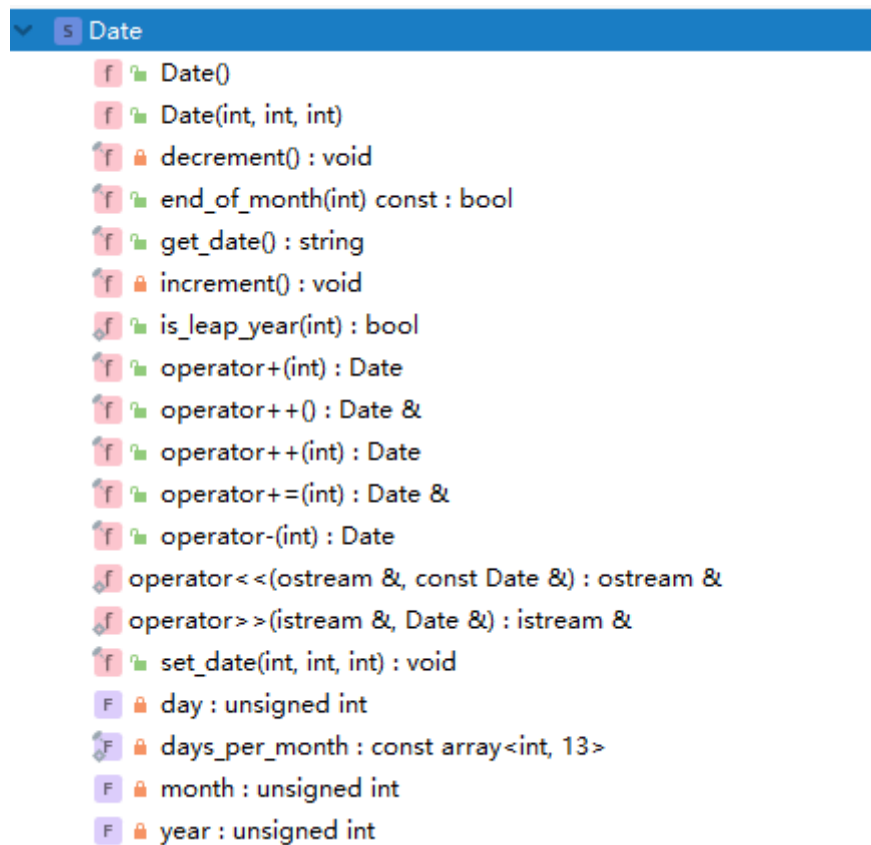 S Date
f Date()
f Date(int, int, int)
f decrement() : void
f end_of_month(int) const : bool
f get_date() : string
f increment() : void
f is_leap_year(int) : bool
f operator+(int) : Date
f operator++() : Date &
f operator++(int) : Date
f operator+=(int) : Date &
f operator-(int) : Date
f operator<<(ostream &, const Date &) : ostream &
f operator>>(istream &, Date &) : istream &
f set_date(int, int, int) : void
F day : unsigned int
F days_per_month : const array<int, 13>
F month : unsigned int
F year : unsigned int